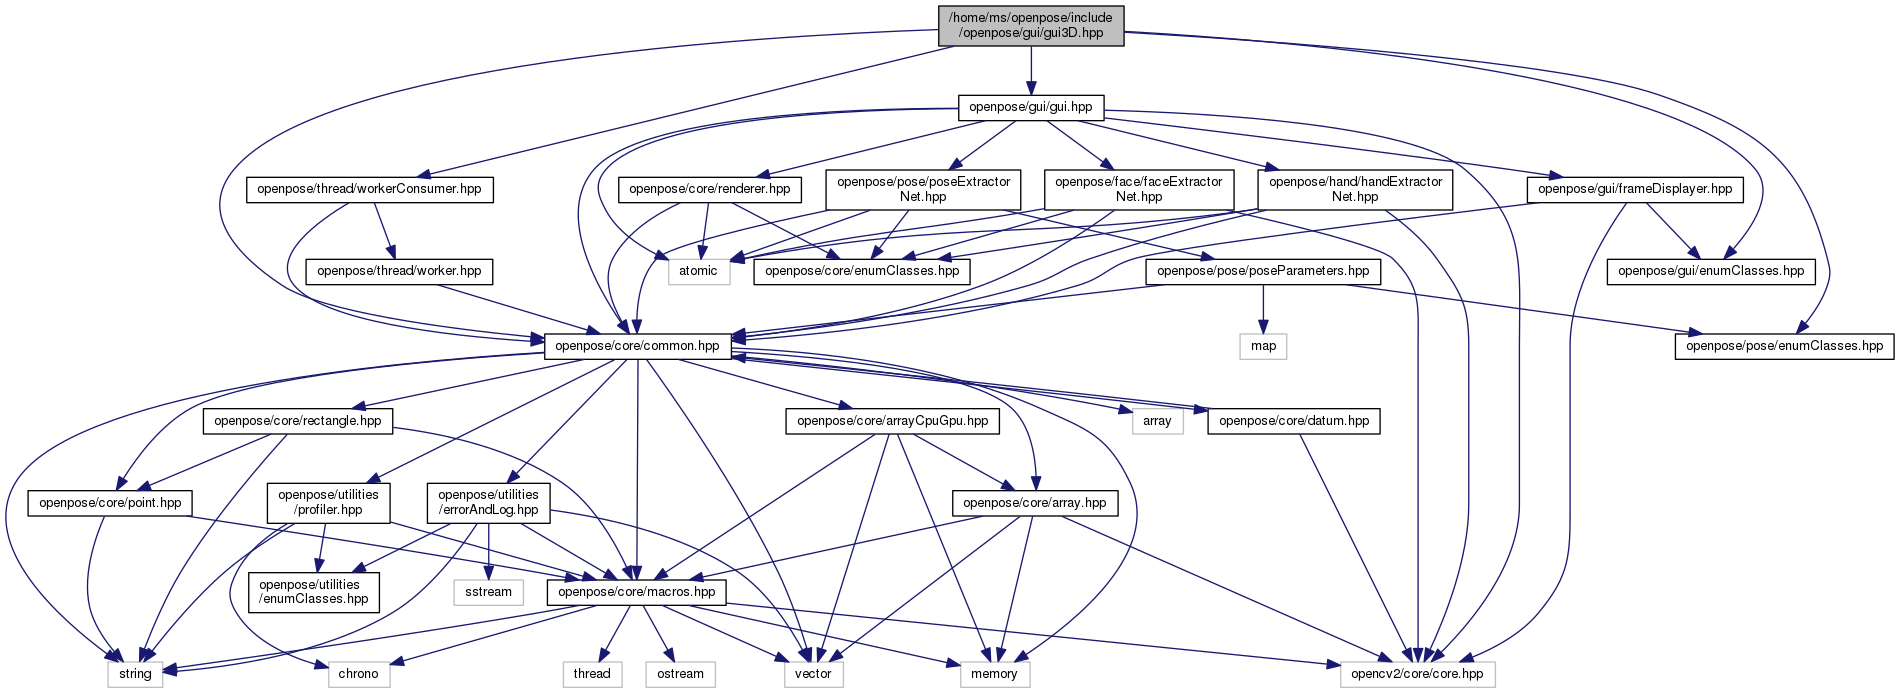 /home/ms/openpose/include
/openpose/gui/gui3D.hpp
openpose/gui/gui.hpp
openpose/thread/workerConsumer.hpp
openpose/core/renderer.hpp
openpose/pose/poseExtractor
Net.hpp
openpose/face/faceExtractor
Net.hpp
openpose/hand/handExtractor
Net.hpp
openpose/gui/frameDisplayer.hpp
openpose/thread/worker.hpp
atomic
openpose/core/enumClasses.hpp
openpose/pose/poseParameters.hpp
openpose/gui/enumClasses.hpp
openpose/core/common.hpp
map
openpose/pose/enumClasses.hpp
openpose/core/rectangle.hpp
openpose/core/arrayCpuGpu.hpp
array
openpose/core/datum.hpp
openpose/core/point.hpp
openpose/utilities
/profiler.hpp
openpose/utilities
/errorAndLog.hpp
openpose/core/array.hpp
openpose/utilities
/enumClasses.hpp
sstream
openpose/core/macros.hpp
string
chrono
thread
ostream
vector
memory
opencv2/core/core.hpp